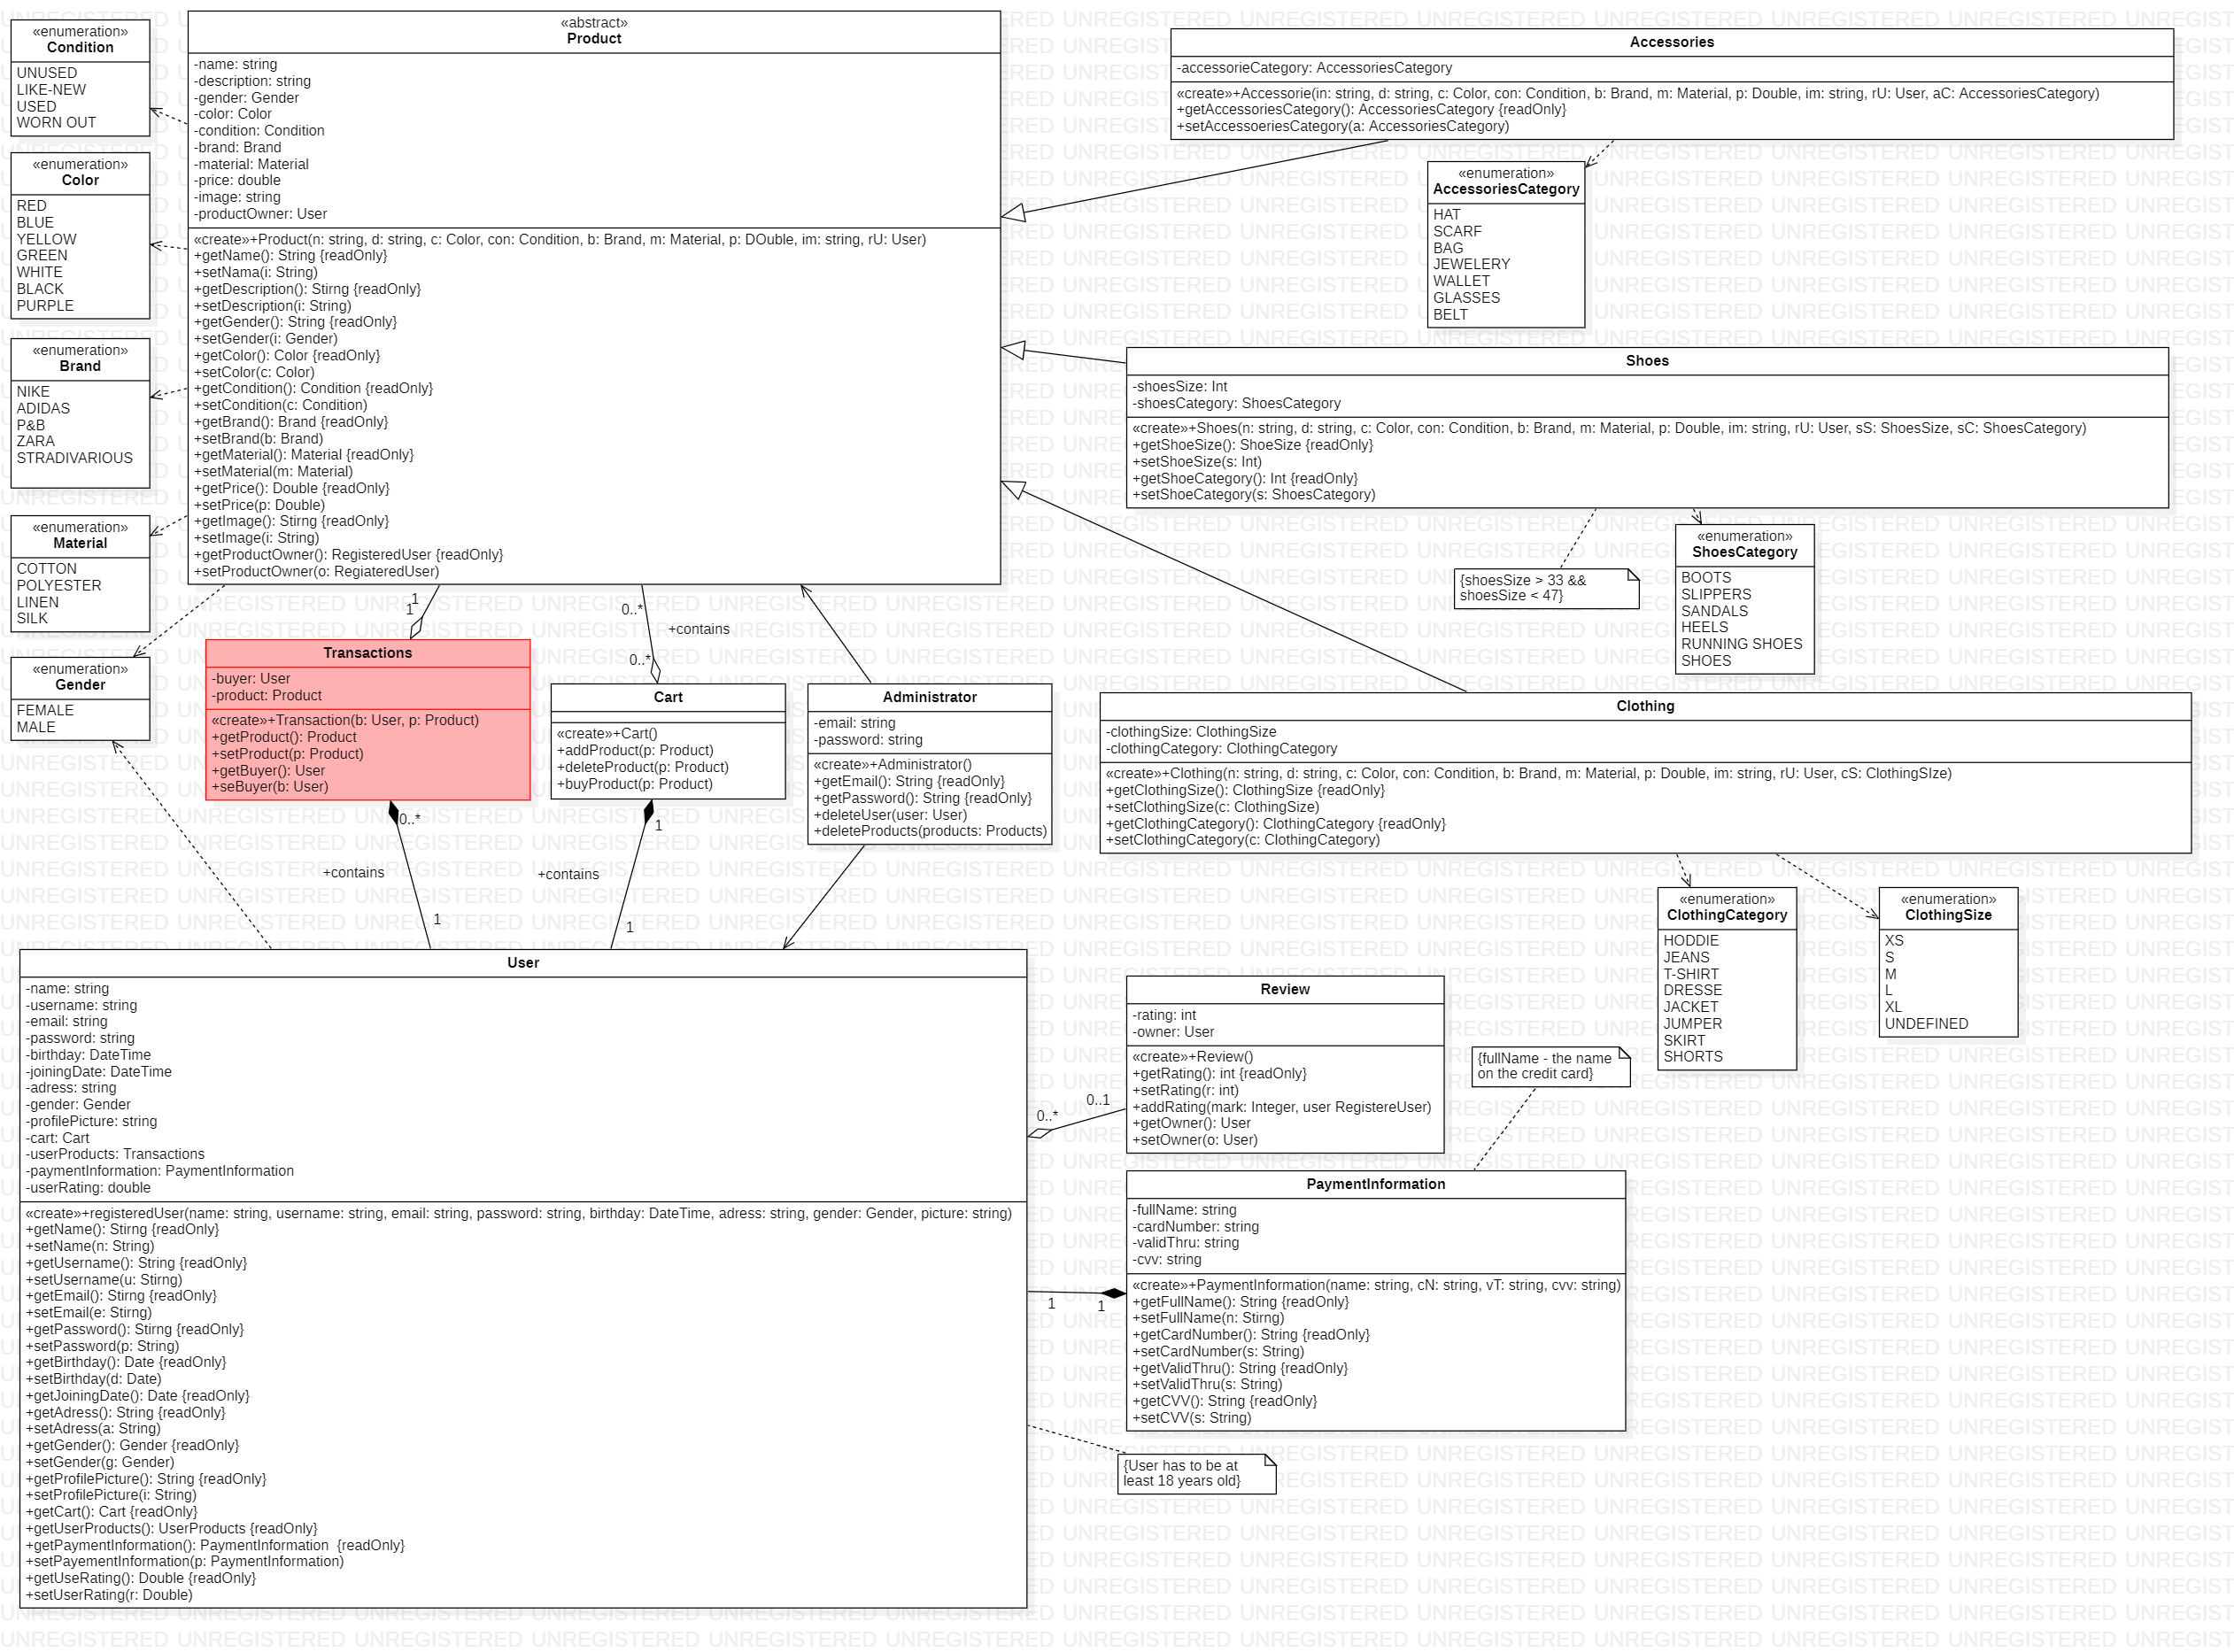 «enumeration»
Condition
UNUSED
LIKE-NEW
USED
WORN OUT
«enumeration»
Color
RED
BLUE
YELLOW
GREEN
WHITE
BLACK
PURPLE
«enumeration»
Brand
NIKE
ADIDAS
P&B
ZARA
STRADIVARIOUS
«enumeration»
Material
COTTON
POLYESTER
LINEN
SILK
«enumeration»
Gender
FEMALE
MALE
«abstract»
Product
-name: string
-description: string
-gender: Gender
-color: Color
-condition: Condition
-brand: Brand
-material: Material
-price: double
-image: string
-productOwner: User
«create»+Product(n: string, d: string, c: Color, con: Condition, b: Brand, m: Material, p: DOuble, im: string, rU: User)
+getName(): String {readOnly}
+setNama(i: String)
+getDescription(): Stirng {readOnly}
+setDescription(i: String)
+getGender(): String {readOnly}
+setGender(i: Gender)
+getColor(): Color {readOnly}
+setColor(c: Color)
+getCondition(): Condition {readOnly}
+setCondition(c: Condition)
+getBrand(): Brand {readOnly}
+setBrand(b: Brand)
+getMaterial(): Material {readOnly}
+setMaterial(m: Material)
+getPrice(): Double {readOnly}
+setPrice(p: Double)
+getImage(): Stirng {readOnly}
+setImage(i: String)
+getProductOwner(): RegisteredUser {readOnly}
+setProductOwner(o: RegiateredUser)
Accessories
-accessorieCategory: AccessoriesCategory
«create»+Accessorie(in: string, d: string, c: Color, con: Condition, b: Brand, m: Material, p: Double, im: string, rU: User, aC: AccessoriesCategory)
+getAccessoriesCategory(): AccessoriesCategory {readOnly}
+setAccessoeriesCategory(a: AccessoriesCategory)
«enumeration»
AccessoriesCategory
HAT
SCARF
BAG
JEWELERY
WALLET
GLASSES
BELT
Shoes
-shoesSize: Int
-shoesCategory: ShoesCategory
«create»+Shoes(n: string, d: string, c: Color, con: Condition, b: Brand, m: Material, p: Double, im: string, rU: User, sS: ShoesSize, sC: ShoesCategory)
+getShoeSize(): ShoeSize {readOnly}
+setShoeSize(s: Int)
+getShoeCategory(): Int {readOnly}
+setShoeCategory(s: ShoesCategory)
{shoesSize > 33 &&
shoesSize < 47}
«enumeration»
ShoesCategory
BOOTS
SLIPPERS
SANDALS
HEELS
RUNNING SHOES
SHOES
1
1
0..*
+contains
0..*
Transactions
-buyer: User
-product: Product
«create»+Transaction(b: User, p: Product)
+getProduct(): Product
+setProduct(p: Product)
+getBuyer(): User
+seBuyer(b: User)
Cart
«create»+Cart()
+addProduct(p: Product)
+deleteProduct(p: Product)
+buyProduct(p: Product)
Administrator
-email: string
-password: string
«create»+Administrator()
+getEmail(): String {readOnly}
+getPassword(): String {readOnly}
+deleteUser(user: User)
+deleteProducts(products: Products)
Clothing
-clothingSize: ClothingSize
-clothingCategory: ClothingCategory
«create»+Clothing(n: string, d: string, c: Color, con: Condition, b: Brand, m: Material, p: Double, im: string, rU: User, cS: ClothingSIze)
+getClothingSize(): ClothingSize {readOnly}
+setClothingSize(c: ClothingSize)
+getClothingCategory(): ClothingCategory {readOnly}
+setClothingCategory(c: ClothingCategory)
«enumeration»
ClothingCategory
HODDIE
JEANS
T-SHIRT
DRESSE
JACKET
JUMPER
SKIRT
SHORTS
«enumeration»
ClothingSize
XS
S
M
L
XL
UNDEFINED
0..*
+contains
1
1
+contains
1
User
-name: string
-username: string
-email: string
-password: string
-birthday: DateTime
-joiningDate: DateTime
-adress: string
-gender: Gender
-profilePicture: string
-cart: Cart
-userProducts: Transactions
-paymentInformation: PaymentInformation
-userRating: double
«create»+registeredUser(name: string, username: string, email: string, password: string, birthday: DateTime, adress: string, gender: Gender, picture: string)
+getName(): Stirng {readOnly}
+setName(n: String)
+getUsername(): String {readOnly}
+setUsername(u: Stirng)
+getEmail(): Stirng {readOnly}
+setEmail(e: Stirng)
+getPassword(): Stirng {readOnly}
+setPassword(p: String)
+getBirthday(): Date {readOnly}
+setBirthday(d: Date)
+getJoiningDate(): Date {readOnly}
+getAdress(): String {readOnly}
+setAdress(a: String)
+getGender(): Gender {readOnly}
+setGender(g: Gender)
+getProfilePicture(): String {readOnly}
+setProfilePicture(i: String)
+getCart(): Cart {readOnly}
+getUserProducts(): UserProducts {readOnly}
+getPaymentInformation(): PaymentInformation {readOnly}
+setPayementInformation(p: PaymentInformation)
+getUseRating(): Double {readOnly}
+setUserRating(r: Double)
0..*
0..1
Review
-rating: int
-owner: User
«create»+Review()
+getRating(): int {readOnly}
+setRating(r: int)
+addRating(mark: Integer, user RegistereUser)
+getOwner(): User
+setOwner(o: User)
{fullName - the name
on the credit card}
1
1
PaymentInformation
-fullName: string
-cardNumber: string
-validThru: string
-cvv: string
«create»+PaymentInformation(name: string, cN: string, vT: string, cvv: string)
+getFullName(): String {readOnly}
+setFullName(n: Stirng)
+getCardNumber(): String {readOnly}
+setCardNumber(s: String)
+getValidThru(): String {readOnly}
+setValidThru(s: String)
+getCVV(): String {readOnly}
+setCVV(s: String)
{User has to be at
least 18 years old}
UNREGISTERED